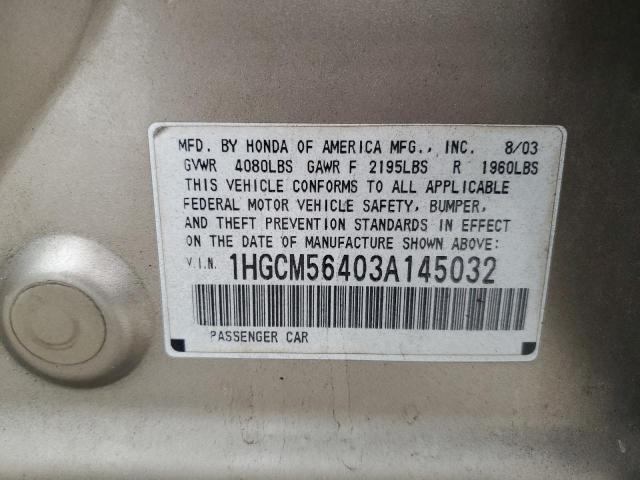 MFD. BY HONDA OF AMERICA MFG., INC. 8/03
GVWR 4080LBS GAWR F 2195LBS R 1960LBS
THIS VEHICLE CONFORMS TO ALL APPLICABLE
FEDERAL MOTOR VEHICLE SAFETY, BUMPER,
AND THEFT PREVENTION STANDARDS IN EFFECT
ON THE DATE OF MANUFACTURE SHOWN ABOVE:
V.I.N. 1HGCM56403A145032
PASSENGER CAR